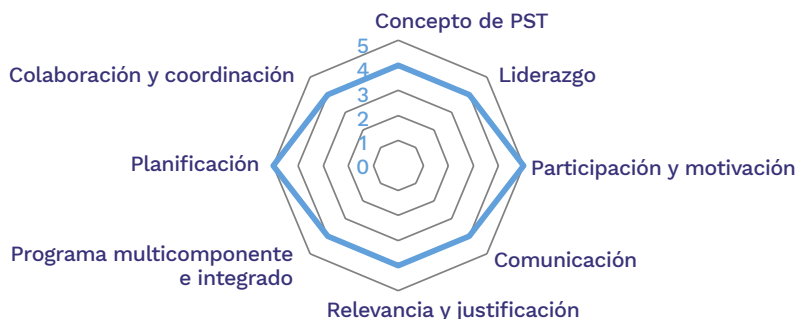 Concepto de PST
5
4
3
2
1
0
Colaboración y coordinación
Liderazgo
Planificación
Participación y motivación
Programa multicomponente
e integrado
Comunicación
Relevancia y justificación